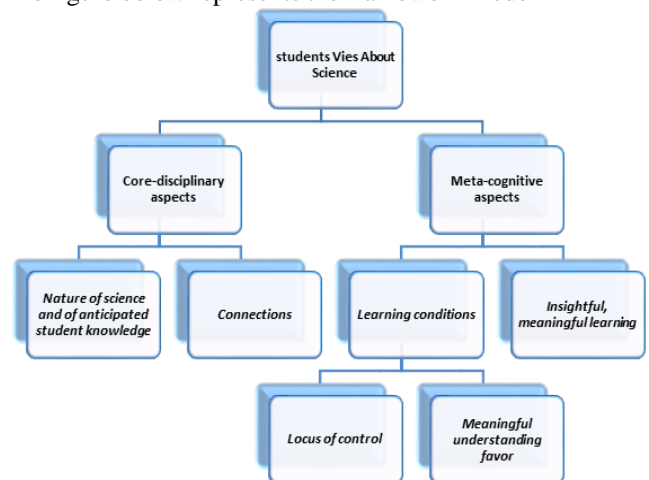 students Vies About
Science
Core-disciplinary
aspects
Meta-cognitive
aspects
Nature of science
and of anticipated
student knowledge
Connections
Learning conditions
Insightful,
meaningful learning
Locus of control
Meaningful
understanding
favor